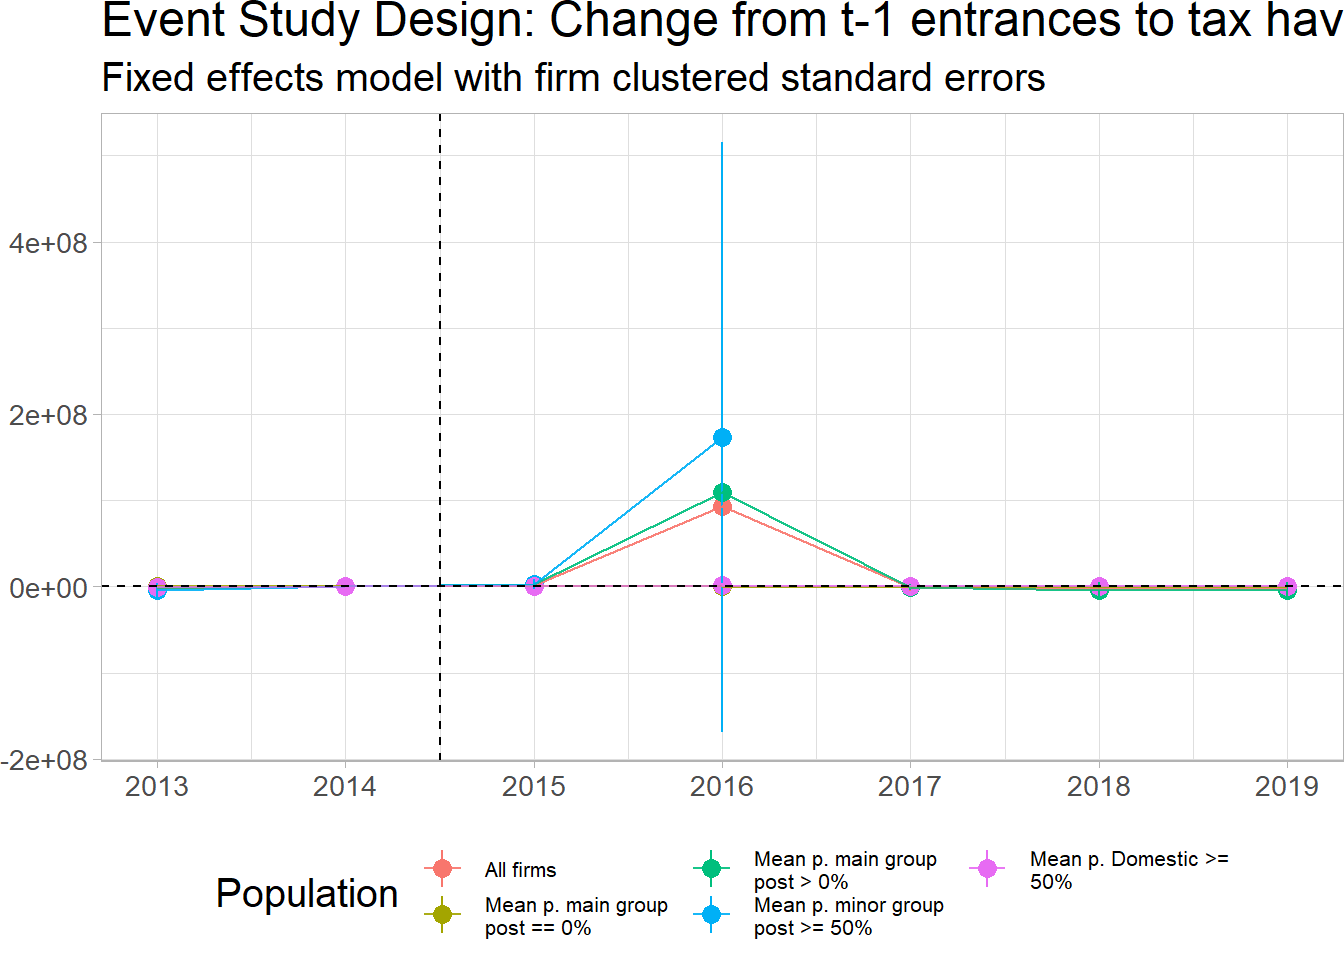 Event Study Design: Change from t-1 entrances to tax hav
Fixed effects model with firm clustered standard errors
4e+08
2e+08
0e+00
-2e+08
2013 2014 2015 2016 2017 2018 2019
Population
All firms
Mean p. main group
post == 0%
Mean p. main group
post > 0%
Mean p. minor group
post >= 50%
Mean p. Domestic >=
50%